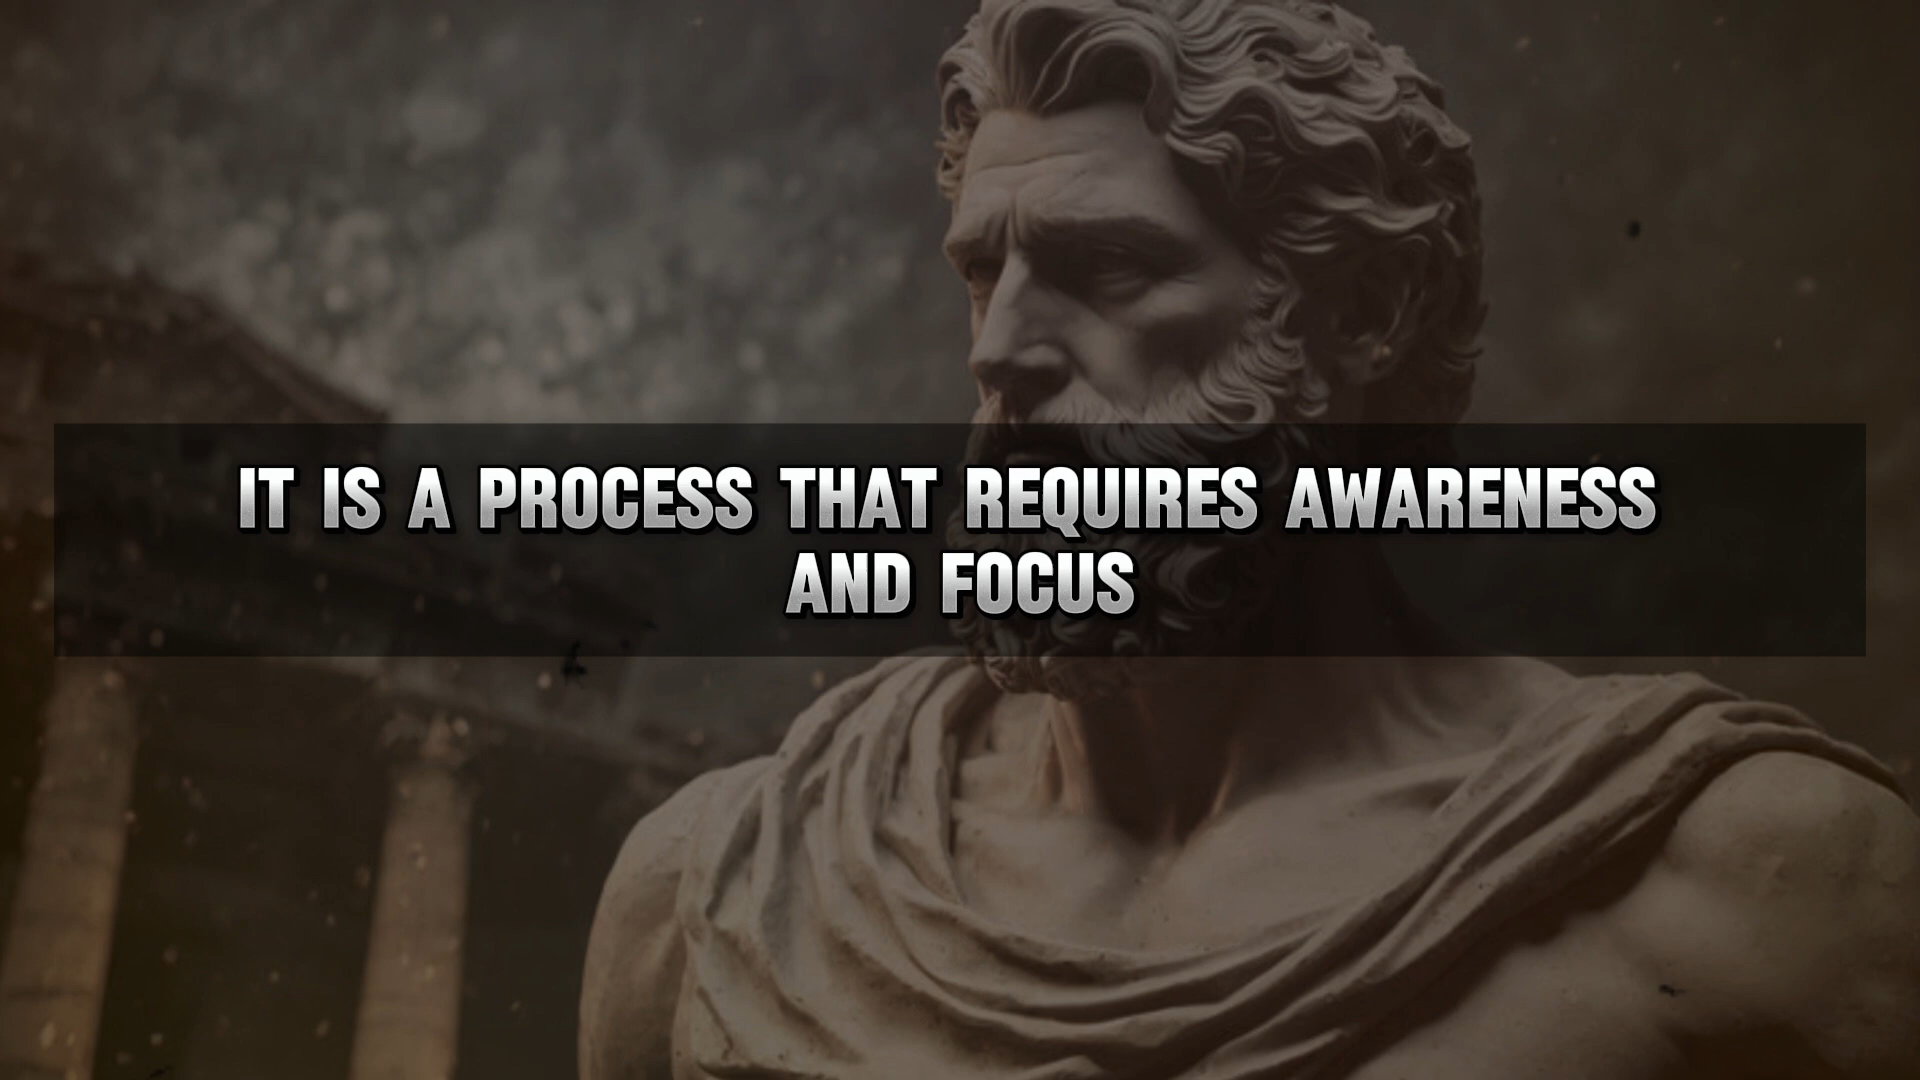 IT IS A PROCESS THAT REQUIRES AWARENESS
AND FOCUS